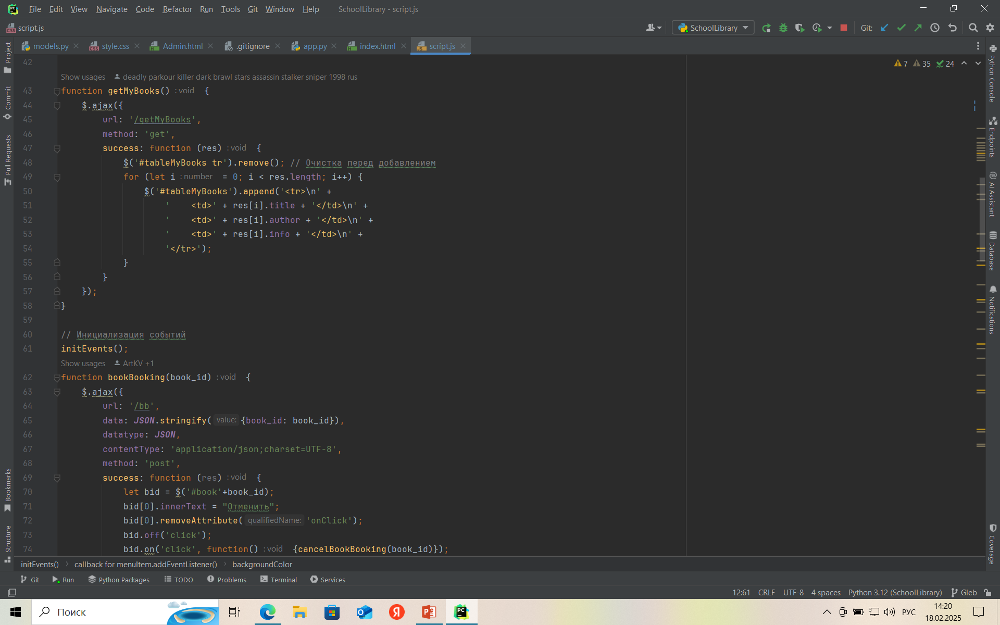 File Edit View Navigate Code Refactor Run Tools Git Window Help SchoolLibrary - script.js
script.js SchoolLibrary Git:
models.py style.css Admin.html .gitignore app.py index.html script.js
7 35 24
42
Show usages deadly parkour killer dark brawl stars assassin stalker sniper 1998 rus
43 function getMyBooks() : void {
44 $.ajax({
45 url: '/getMyBooks',
46 method: 'get',
47 success: function (res) : void {
48 $('#tableMyBooks tr').remove(); // Очистка перед добавлением
49 for (let i : number = 0; i < res.length; i++) {
50 $('#tableMyBooks').append('<tr>\n' +
51 '    <td>' + res[i].title + '</td>\n' +
52 '    <td>' + res[i].author + '</td>\n' +
53 '    <td>' + res[i].info + '</td>\n' +
54 '</tr>');
55 }
56 }
57 });
58 }
59
60 // Инициализация событий
61 initEvents();
Show usages ArtKV +1
62 function bookBooking(book_id) : void {
63 $.ajax({
64 url: '/bb',
65 data: JSON.stringify( value: {book_id: book_id}),
66 datatype: JSON,
67 contentType: 'application/json;charset=UTF-8',
68 method: 'post',
69 success: function (res) : void {
70 let bid = $('#book'+book_id);
71 bid[0].innerText = "Отменить";
72 bid[0].removeAttribute( qualifiedName: 'onClick');
73 bid.off('click');
74 bid.on('click', function() : void {cancelBookBooking(book_id)});
Project
Commit
Pull Requests
Bookmarks
Structure
Python Console
Endpoints
AI Assistant
Database
Notifications
Coverage
initEvents() callback for menuItem.addEventListener() backgroundColor
Git Run Python Packages TODO Problems Terminal Services
12:61 CRLF UTF-8 4 spaces Python 3.12 (SchoolLibrary) Gleb
Поиск
РУС
14:20
18.02.2025